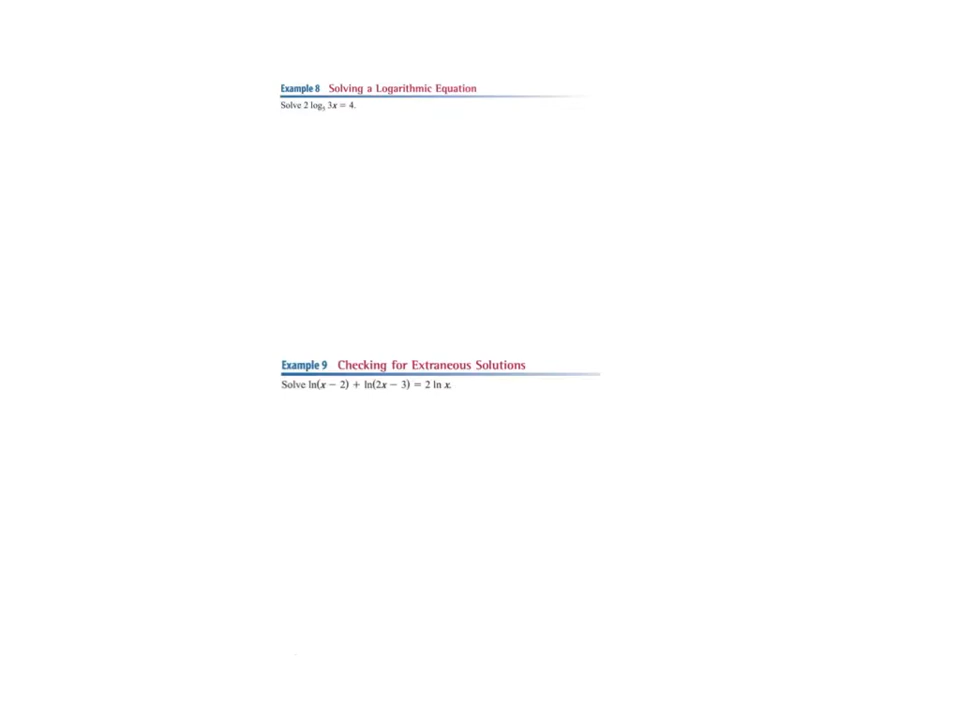 Example 8 Solving a Logarithmic Equation
Solve 2 log₅ 3x = 4.
Example 9 Checking for Extraneous Solutions
Solve ln(x − 2) + ln(2x − 3) = 2 ln x.